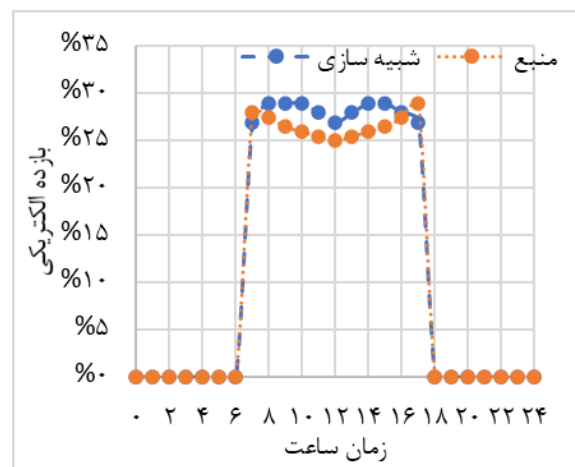 %۳۵
%۳۰
%۲۵
%۲۰
%۱۵
%۱۰
%۵
%۰
منبع شبیه سازی
بازده الکتریکی
۰ ۲ ۴ ۶ ۸ ۱۰ ۱۲ ۱۴ ۱۶ ۱۸ ۲۰ ۲۲ ۲۴
زمان ساعت